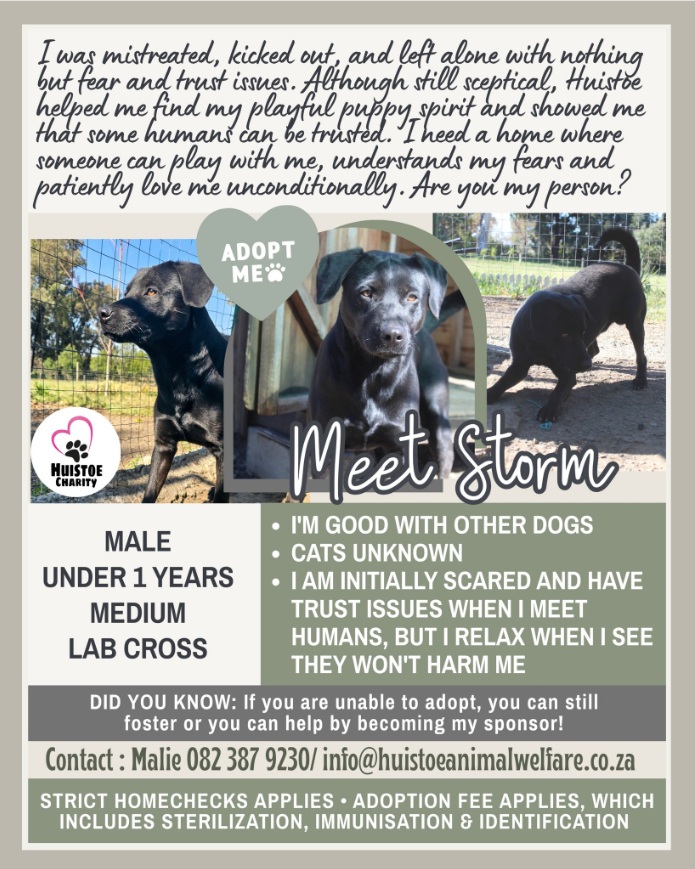 I was mistreated, kicked out, and left alone with nothing
but fear and trust issues. Although still sceptical, Huistoe
helped me find my playful puppy spirit and showed me
that some humans can be trusted. I need a home where
someone can play with me, understands my fears and
patiently love me unconditionally. Are you my person?
ADOPT
ME
HUISTOE
CHARITY
Meet Storm
MALE
UNDER 1 YEARS
MEDIUM
LAB CROSS
• I'M GOOD WITH OTHER DOGS
• CATS UNKNOWN
• I AM INITIALLY SCARED AND HAVE
TRUST ISSUES WHEN I MEET
HUMANS, BUT I RELAX WHEN I SEE
THEY WON'T HARM ME
DID YOU KNOW: If you are unable to adopt, you can still
foster or you can help by becoming my sponsor!
Contact : Malie 082 387 9230/ info@huistoeanimalwelfare.co.za
STRICT HOMECHECKS APPLIES • ADOPTION FEE APPLIES, WHICH
INCLUDES STERILIZATION, IMMUNISATION & IDENTIFICATION